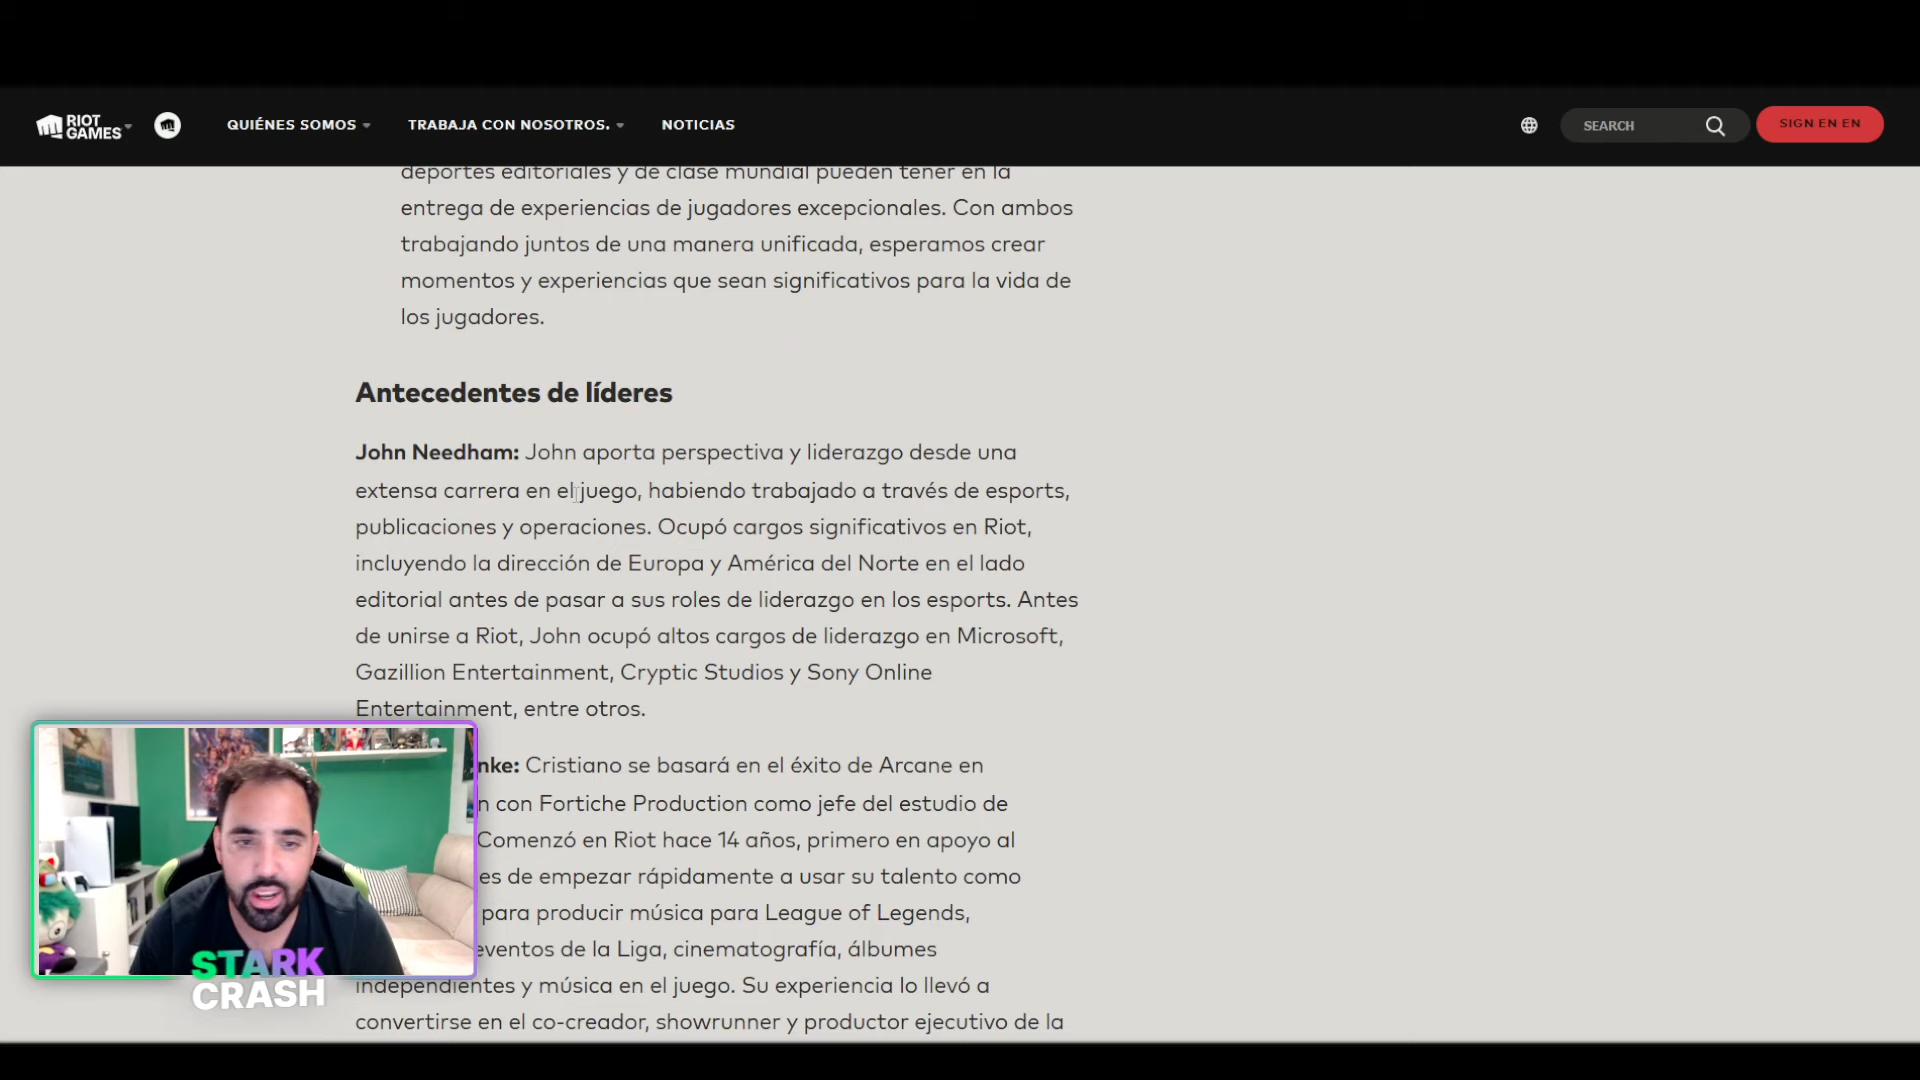 RIOT GAMES
QUIÉNES SOMOS
TRABAJA CON NOSOTROS.
NOTICIAS
SEARCH
SIGN EN EN
deportes editoriales y de clase mundial pueden tener en la
entrega de experiencias de jugadores excepcionales. Con ambos
trabajando juntos de una manera unificada, esperamos crear
momentos y experiencias que sean significativos para la vida de
los jugadores.
Antecedentes de líderes
John Needham: John aporta perspectiva y liderazgo desde una
extensa carrera en el juego, habiendo trabajado a través de esports,
publicaciones y operaciones. Ocupó cargos significativos en Riot,
incluyendo la dirección de Europa y América del Norte en el lado
editorial antes de pasar a sus roles de liderazgo en los esports. Antes
de unirse a Riot, John ocupó altos cargos de liderazgo en Microsoft,
Gazillion Entertainment, Cryptic Studios y Sony Online
Entertainment, entre otros.
nke: Cristiano se basará en el éxito de Arcane en
n con Fortiche Production como jefe del estudio de
Comenzó en Riot hace 14 años, primero en apoyo al
es de empezar rápidamente a usar su talento como
para producir música para League of Legends,
eventos de la Liga, cinematografía, álbumes
independientes y música en el juego. Su experiencia lo llevó a
convertirse en el co-creador, showrunner y productor ejecutivo de la
STARK
CRASH